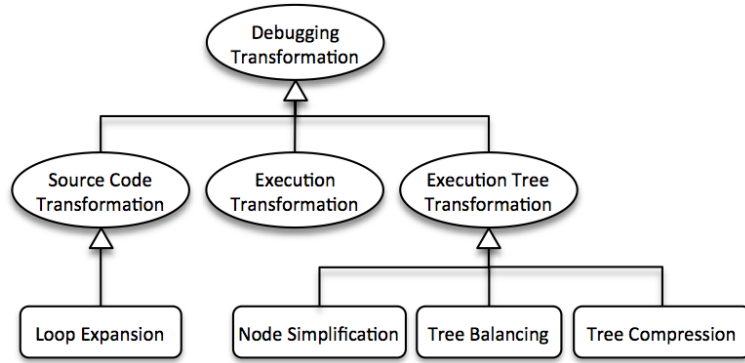 Debugging
Transformation
Source Code
Transformation
Execution
Transformation
Execution Tree
Transformation
Loop Expansion
Node Simplification
Tree Balancing
Tree Compression